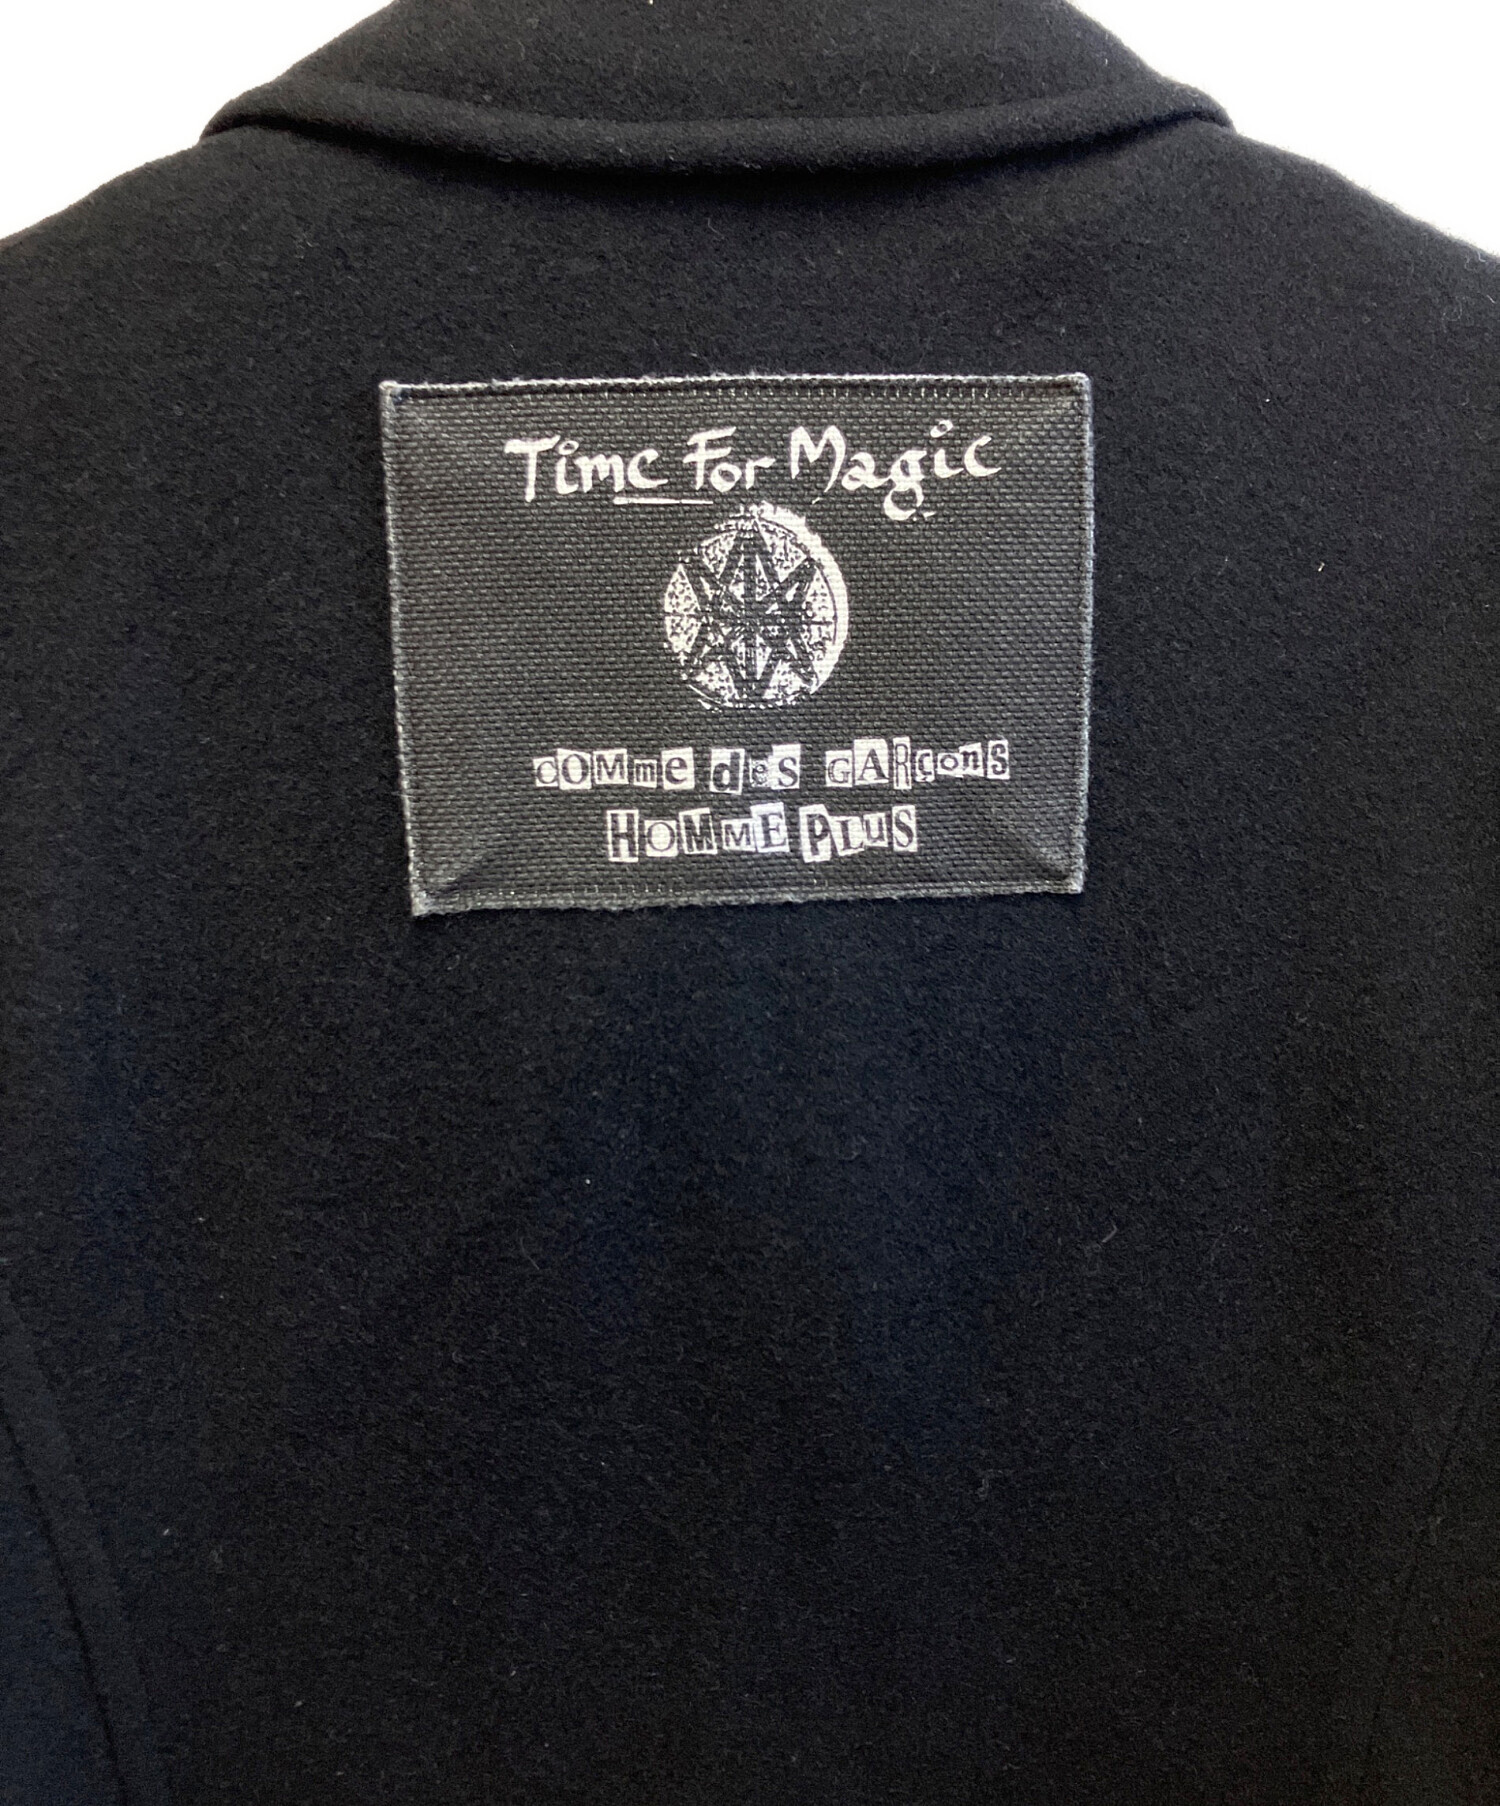 Time For Magic
COMme des GARçons
HOMME PLuS